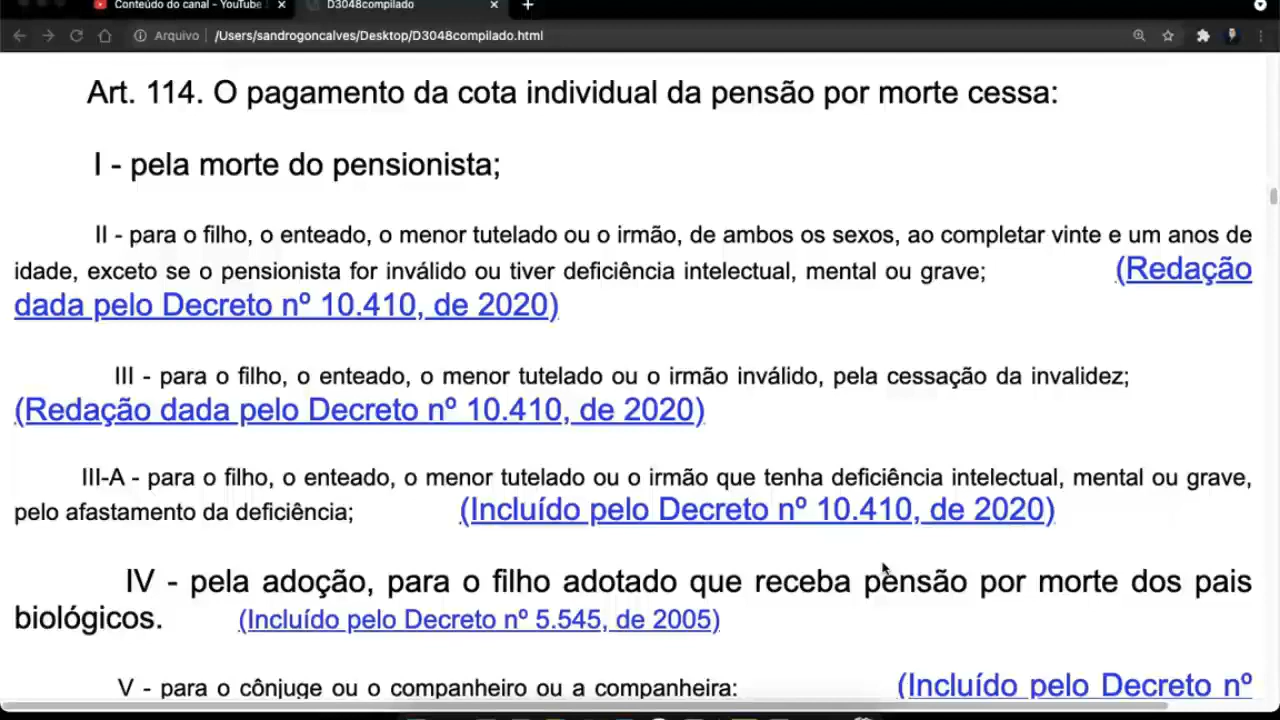 Conteúdo do canal - YouTube
D3048compilado
Arquivo | /Users/sandrogoncalves/Desktop/D3048compilado.html
Art. 114. O pagamento da cota individual da pensão por morte cessa:
I - pela morte do pensionista;
II - para o filho, o enteado, o menor tutelado ou o irmão, de ambos os sexos, ao completar vinte e um anos de
idade, exceto se o pensionista for inválido ou tiver deficiência intelectual, mental ou grave; (Redação
dada pelo Decreto nº 10.410, de 2020)
III - para o filho, o enteado, o menor tutelado ou o irmão inválido, pela cessação da invalidez;
(Redação dada pelo Decreto nº 10.410, de 2020)
III-A - para o filho, o enteado, o menor tutelado ou o irmão que tenha deficiência intelectual, mental ou grave,
pelo afastamento da deficiência; (Incluído pelo Decreto nº 10.410, de 2020)
IV - pela adoção, para o filho adotado que receba pensão por morte dos pais
biológicos. (Incluído pelo Decreto nº 5.545, de 2005)
V - para o cônjuge ou o companheiro ou a companheira: (Incluído pelo Decreto nº